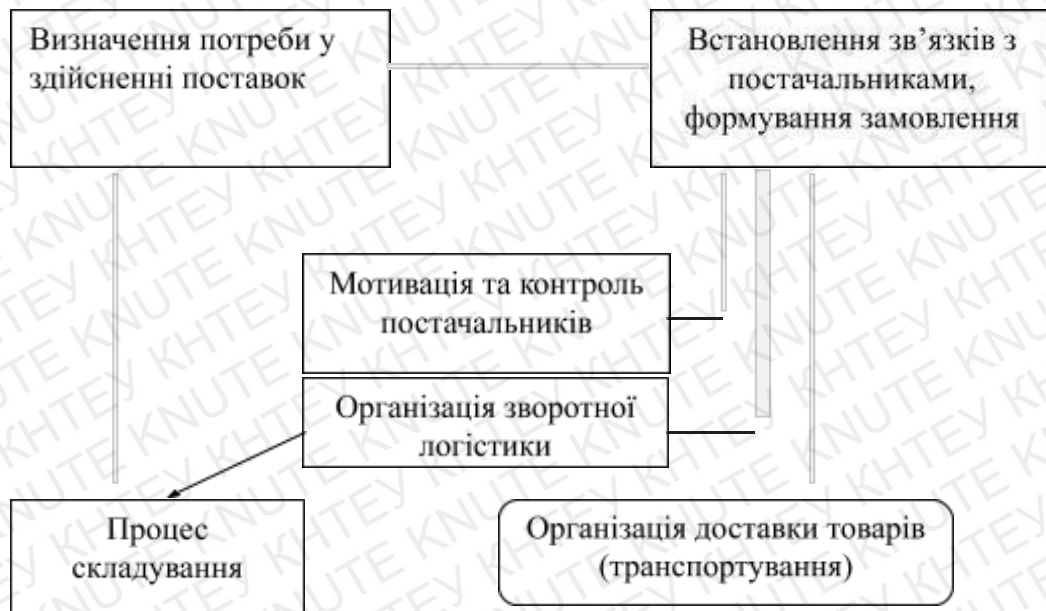 Визначення потреби у
здійсненні поставок
Встановлення зв’язків з
постачальниками,
формування замовлення
Мотивація та контроль
постачальників
Організація зворотної
логістики
Процес
складування
Організація доставки товарів
(транспортування)